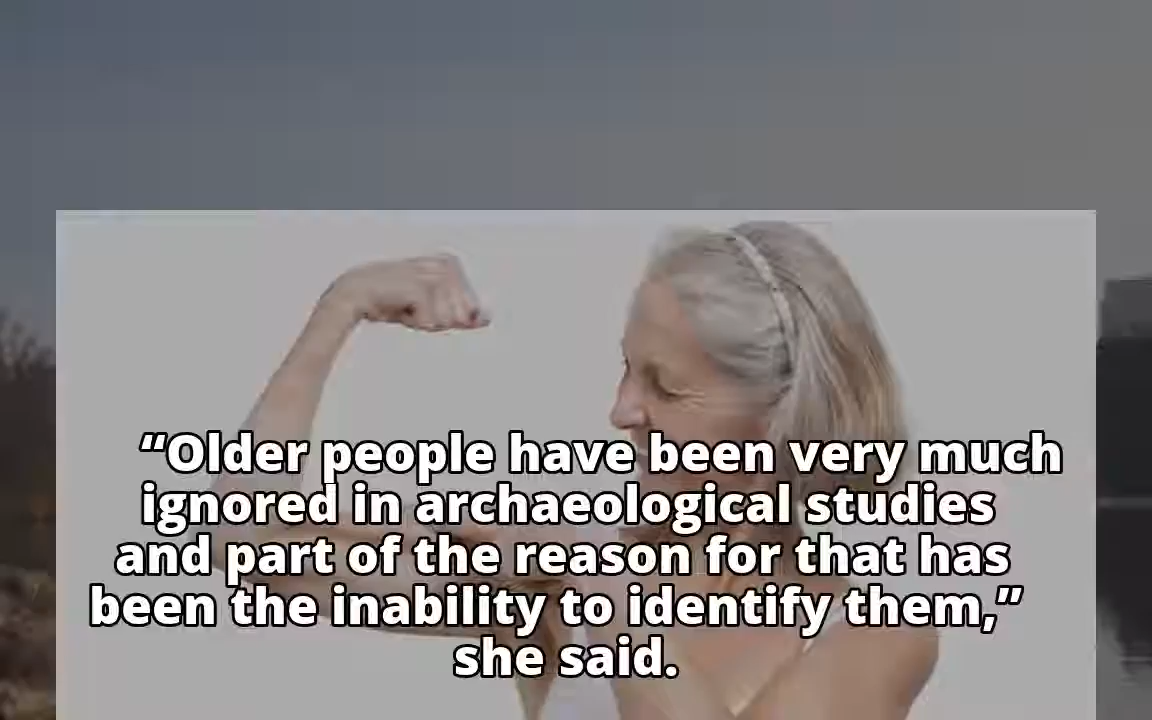 “Older people have been very much
ignored in archaeological studies
and part of the reason for that has
been the inability to identify them,”
she said.